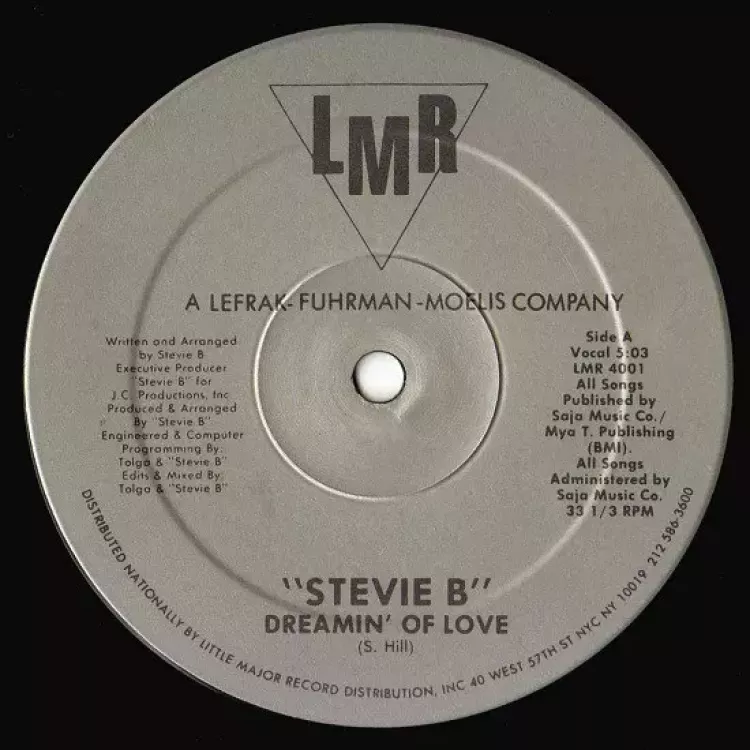 LMR
A LEFRAK-FUHRMAN-MOELIS COMPANY
Written and Arranged
by Stevie B
Executive Producer
"Stevie B" for
J.C. Productions, Inc
Produced & Arranged
By "Stevie B"
Engineered & Computer
Programming By:
Tolga & "Stevie B"
Edits & Mixed By:
Tolga & "Stevie B"
Side A
Vocal 5:03
LMR 4001
All Songs
Published by
Saja Music Co./
Mya T. Publishing
(BMI).
All Songs
Administered by
Saja Music Co.
33 1/3 RPM
"STEVIE B"
DREAMIN' OF LOVE
(S. Hill)
DISTRIBUTED NATIONALLY BY LITTLE MAJOR RECORD DISTRIBUTION, INC 40 WEST 57TH ST NYC NY 10019 212 586-3600